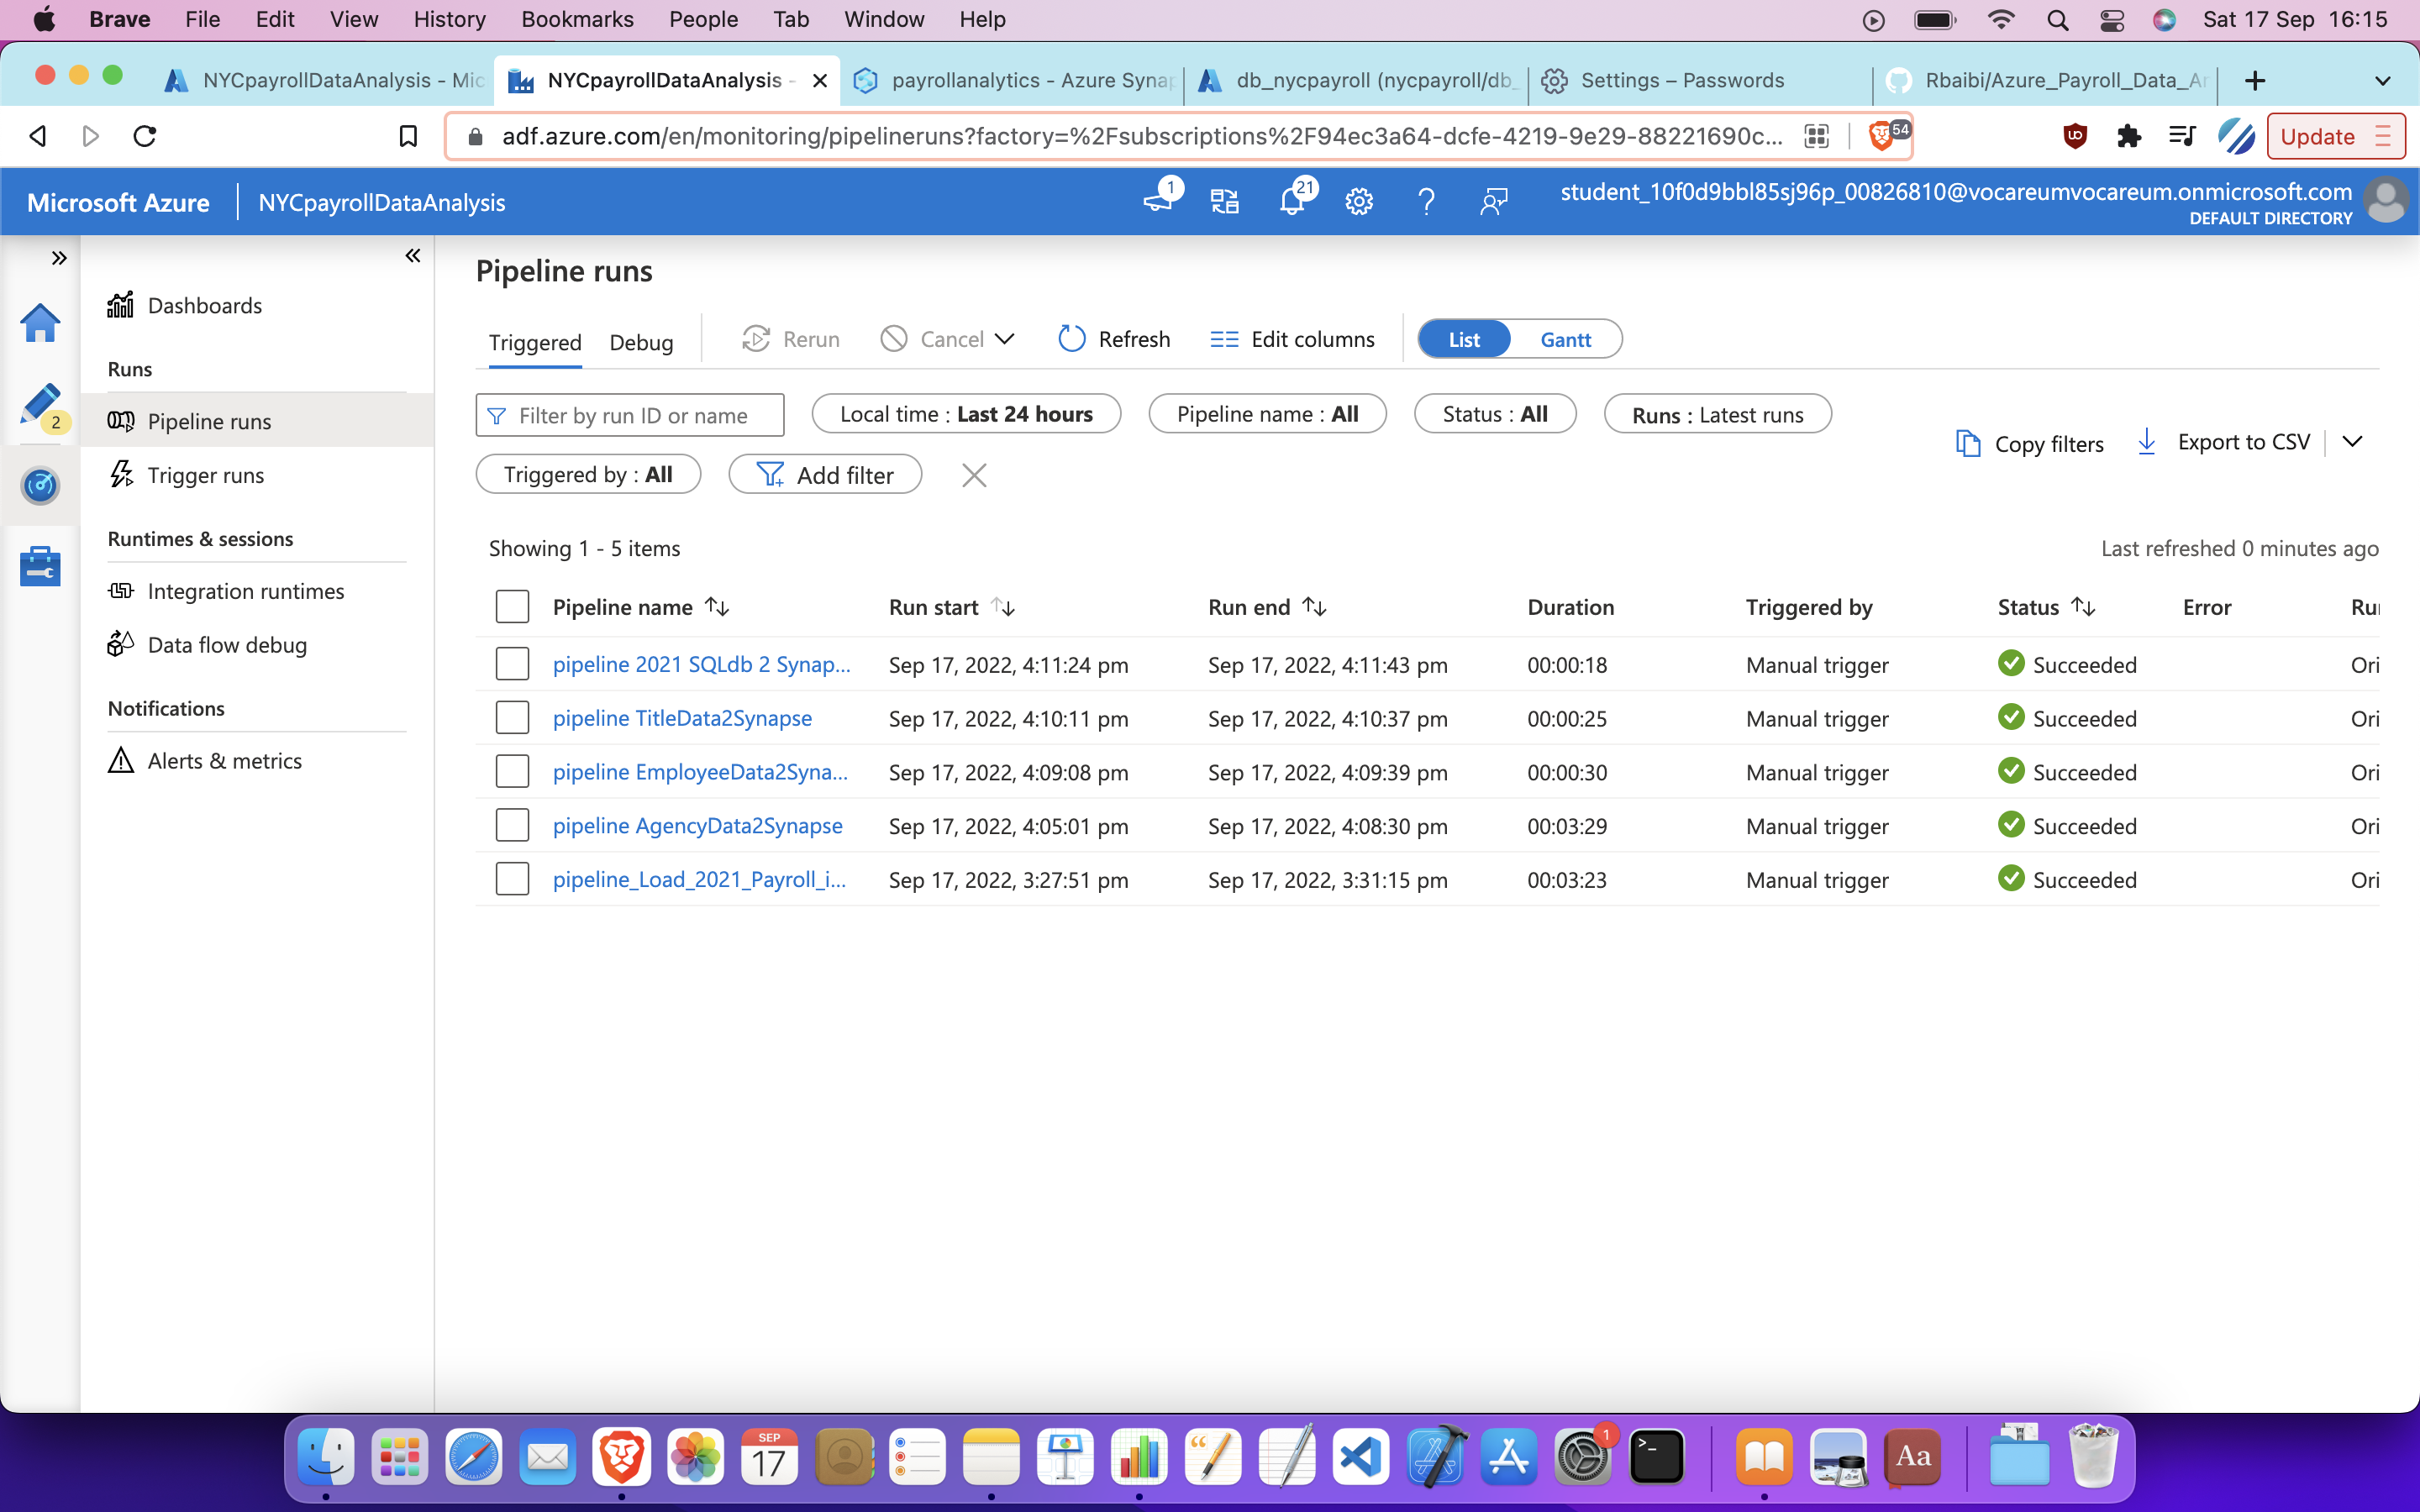 Brave File Edit View History Bookmarks People Tab Window Help Sat 17 Sep 16:15
NYCpayrollDataAnalysis - Mic NYCpayrollDataAnalysis - payrollanalytics - Azure Synap db_nycpayroll (nycpayroll/db_ Settings – Passwords Rbaibi/Azure_Payroll_Data_Ar
adf.azure.com/en/monitoring/pipelineruns?factory=%2Fsubscriptions%2F94ec3a64-dcfe-4219-9e29-88221690c... 54 Update
Microsoft Azure NYCpayrollDataAnalysis 1 21 student_10f0d9bbl85sj96p_00826810@vocareumvocareum.onmicrosoft.com
DEFAULT DIRECTORY
Dashboards
Runs
Pipeline runs
Trigger runs
Runtimes & sessions
Integration runtimes
Data flow debug
Notifications
Alerts & metrics
2
Pipeline runs
Triggered Debug Rerun Cancel Refresh Edit columns List Gantt
Filter by run ID or name Local time : Last 24 hours Pipeline name : All Status : All Runs : Latest runs
Copy filters Export to CSV
Triggered by : All Add filter
Showing 1 - 5 items Last refreshed 0 minutes ago
Pipeline name Run start Run end Duration Triggered by Status Error Ru
pipeline 2021 SQLdb 2 Synap... Sep 17, 2022, 4:11:24 pm Sep 17, 2022, 4:11:43 pm 00:00:18 Manual trigger Succeeded Ori
pipeline TitleData2Synapse Sep 17, 2022, 4:10:11 pm Sep 17, 2022, 4:10:37 pm 00:00:25 Manual trigger Succeeded Ori
pipeline EmployeeData2Syna... Sep 17, 2022, 4:09:08 pm Sep 17, 2022, 4:09:39 pm 00:00:30 Manual trigger Succeeded Ori
pipeline AgencyData2Synapse Sep 17, 2022, 4:05:01 pm Sep 17, 2022, 4:08:30 pm 00:03:29 Manual trigger Succeeded Ori
pipeline_Load_2021_Payroll_i... Sep 17, 2022, 3:27:51 pm Sep 17, 2022, 3:31:15 pm 00:03:23 Manual trigger Succeeded Ori
SEP
17
1
Aa